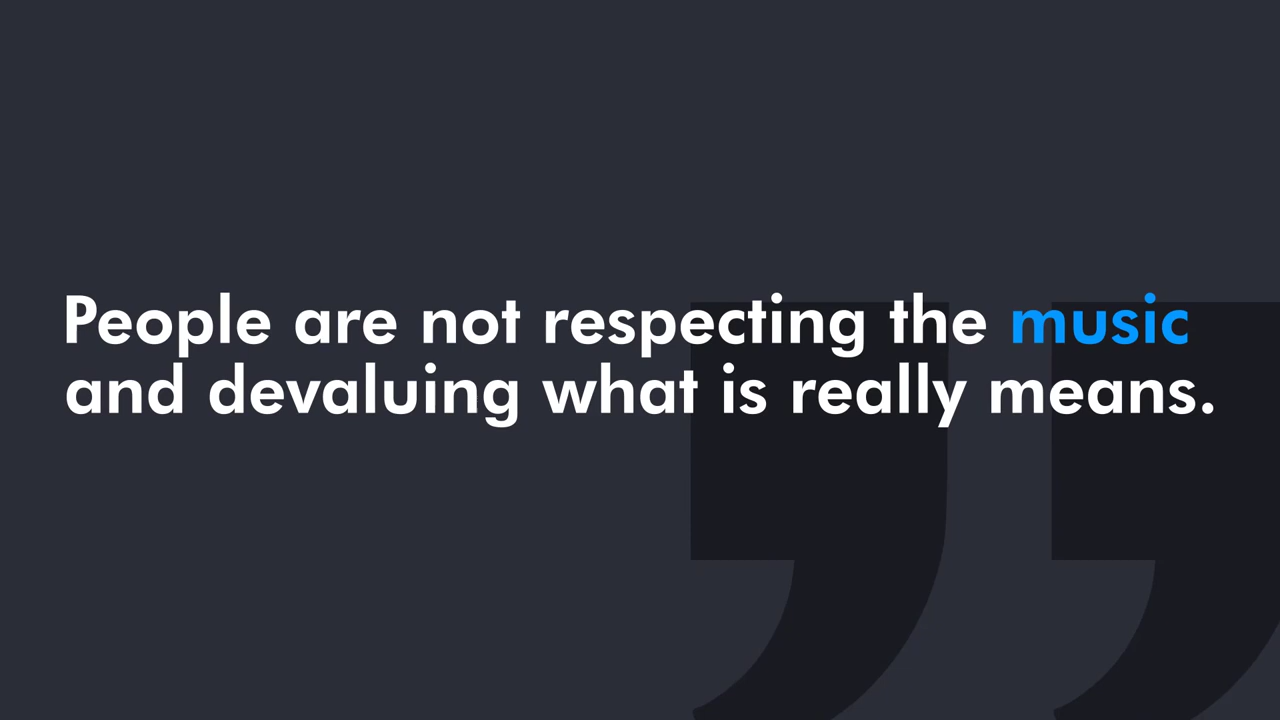 People are not respecting the music
and devaluing what is really means.